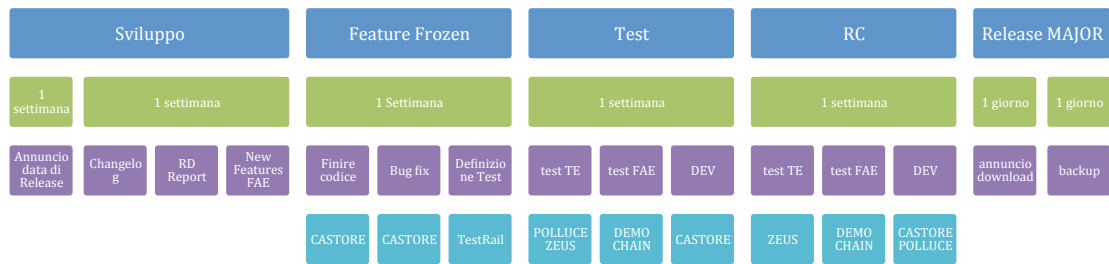 Sviluppo
Feature Frozen
Test
RC
Release MAJOR
1
settimana
1 settimana
1 Settimana
1 settimana
1 settimana
1 giorno
1 giorno
Annuncio
data di
Release
Changelo
g
RD
Report
New
Features
FAE
Finire
codice
Bug fix
Definizio
ne Test
test TE
test FAE
DEV
test TE
test FAE
DEV
annuncio
download
backup
CASTORE
CASTORE
TestRail
POLLUCE
ZEUS
DEMO
CHAIN
CASTORE
ZEUS
DEMO
CHAIN
CASTORE
POLLUCE